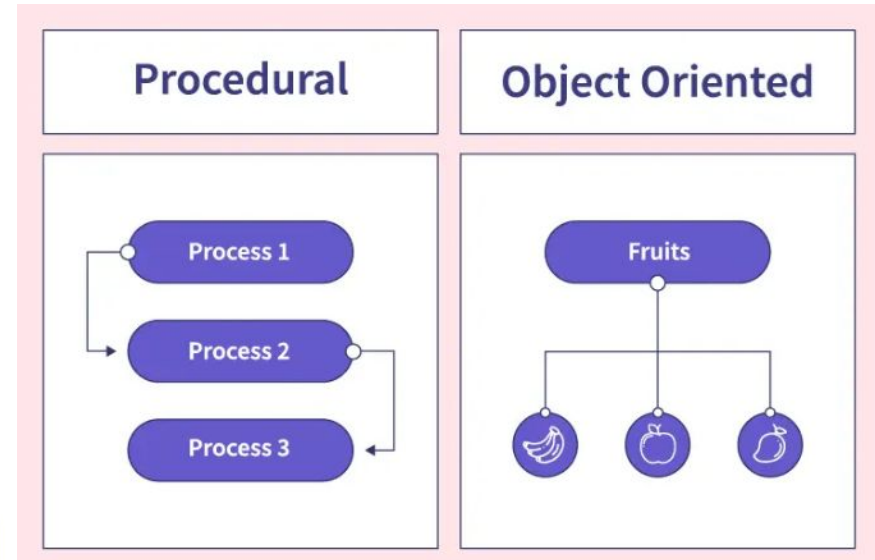 Procedural
Object Oriented
Process 1
Process 2
Process 3
Fruits